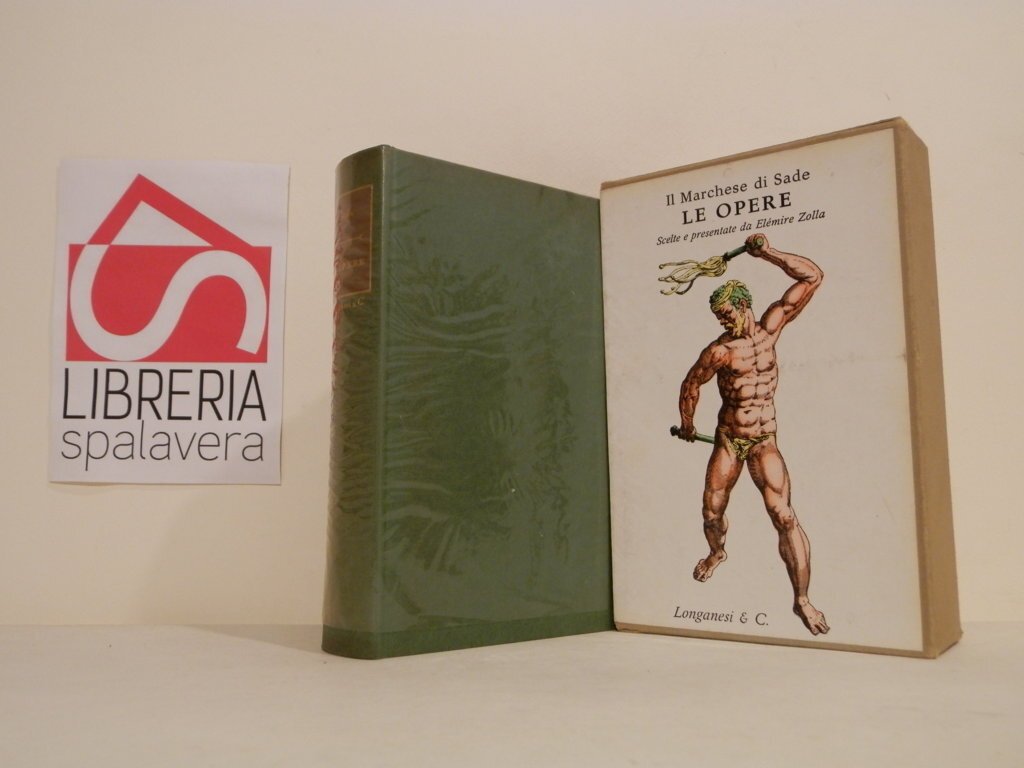 LIBRERIA
spalavera
Il Marchese di Sade
LE OPERE
Scelte e presentate da Elémire Zolla
Longanesi & C.